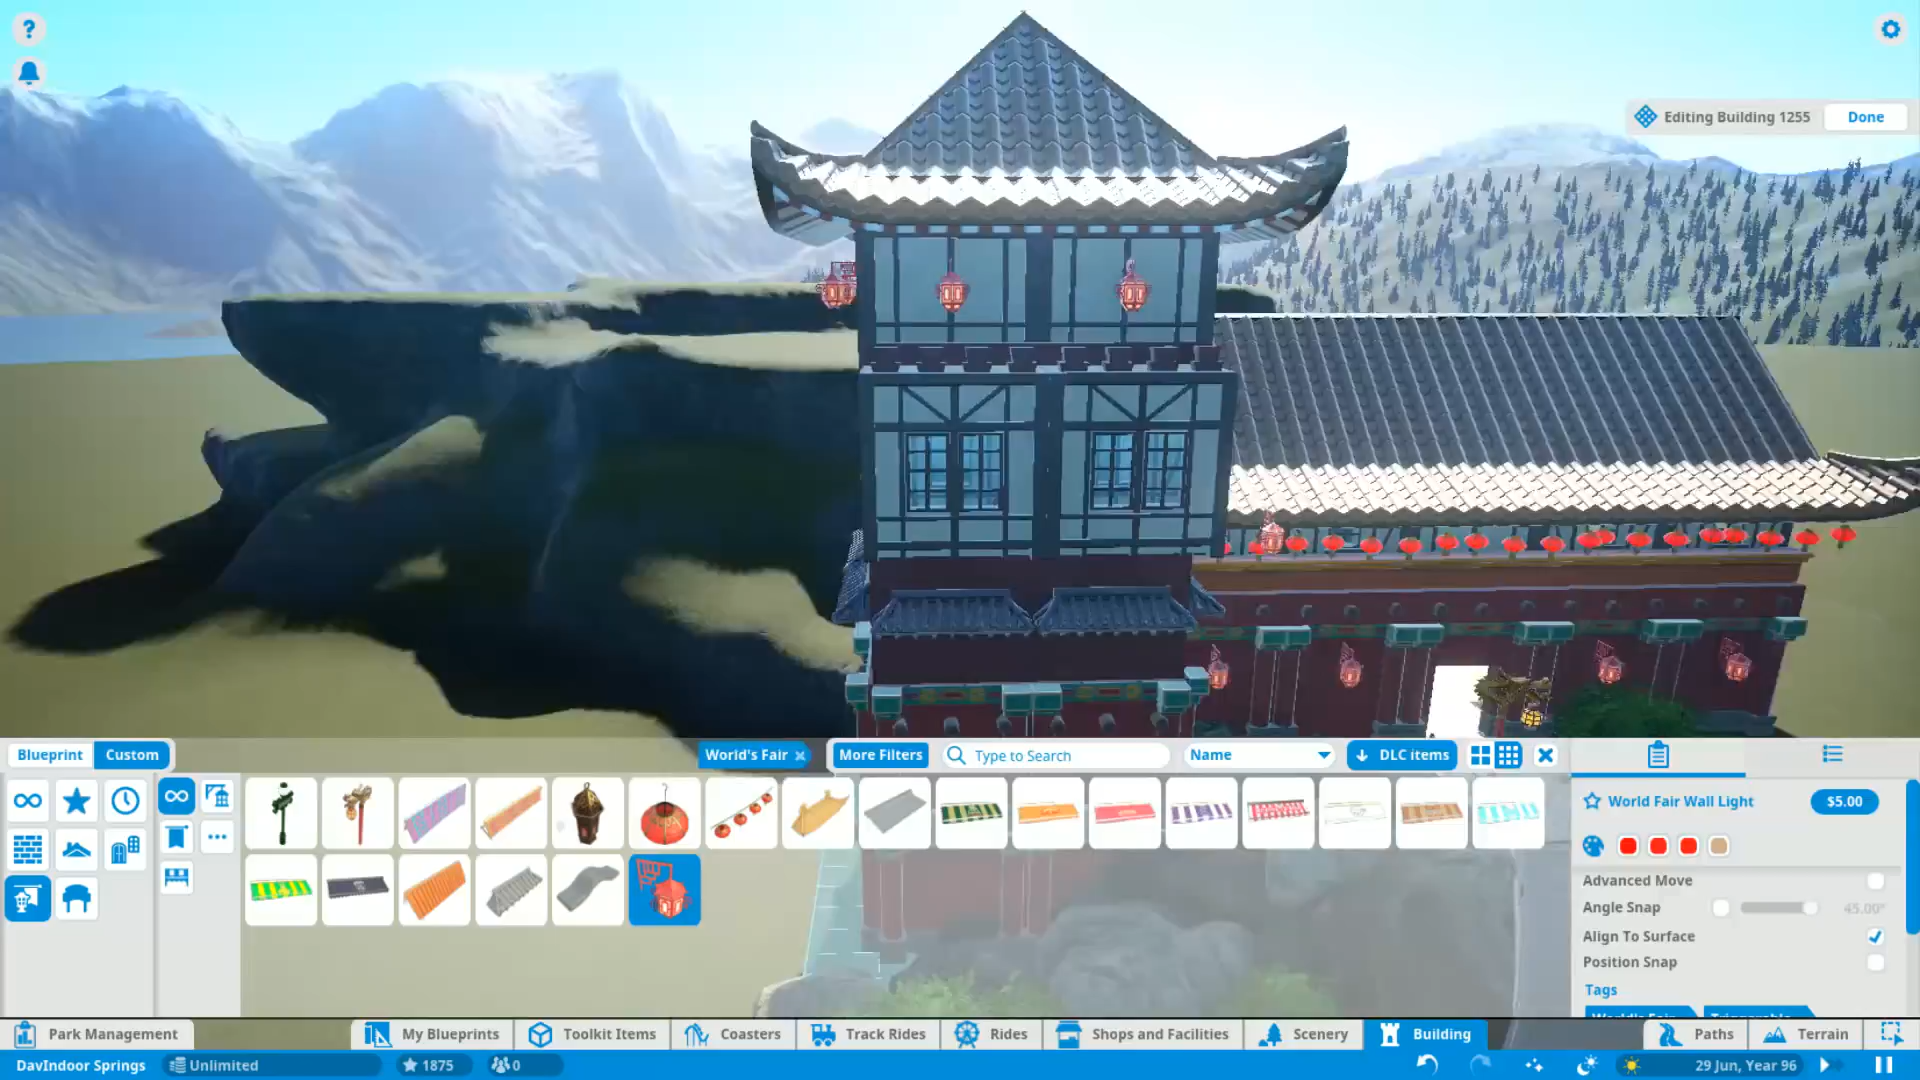 ?
Editing Building 1255
Done
Blueprint
Custom
World's Fair ×
More Filters
Type to Search
Name
DLC items
World Fair Wall Light
$5.00
Advanced Move
Angle Snap
45.00°
Align To Surface
Position Snap
Tags
World's Fair
Triggerable
Park Management
My Blueprints
Toolkit Items
Coasters
Track Rides
Rides
Shops and Facilities
Scenery
Building
Paths
Terrain
DavIndoor Springs
Unlimited
1875
0
29 Jun, Year 96